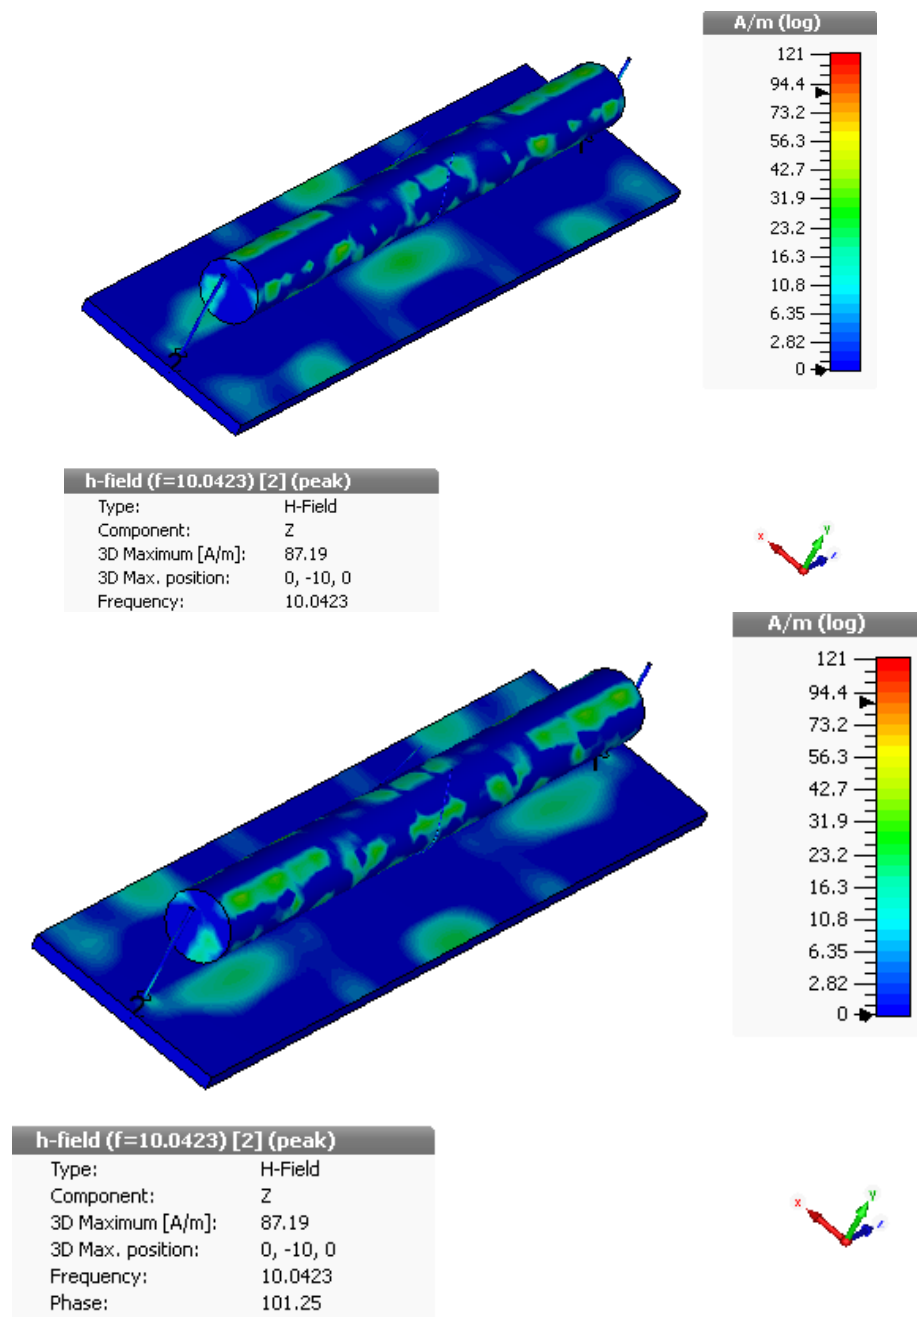 A/m (log)
121
94.4
73.2
56.3
42.7
31.9
23.2
16.3
10.8
6.35
2.82
0
1
2
h-field (f=10.0423) [2] (peak)
Type: H-Field
Component: Z
3D Maximum [A/m]: 87.19
3D Max. position: 0, -10, 0
Frequency: 10.0423
x
y
z
A/m (log)
121
94.4
73.2
56.3
42.7
31.9
23.2
16.3
10.8
6.35
2.82
0
1
2
h-field (f=10.0423) [2] (peak)
Type: H-Field
Component: Z
3D Maximum [A/m]: 87.19
3D Max. position: 0, -10, 0
Frequency: 10.0423
Phase: 101.25
x
y
z